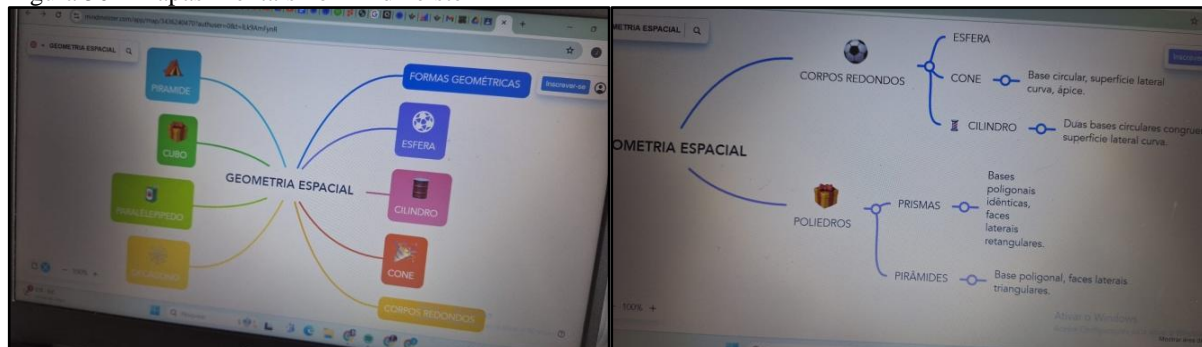 GEOMETRIA ESPACIAL
PIRAMIDE
CUBO
PARALELEPIPEDO
GEOMETRIA ESPACIAL
FORMAS GEOMÉTRICAS
Inscrever-se
ESFERA
CILINDRO
CONE
CORPOS REDONDOS
100%
ESPACIAL
CORPOS REDONDOS
ESFERA
CONE
Base circular, superfície lateral
curva, ápice.
CILINDRO
Duas bases circulares
superfície lateral curva.
OMETRIA ESPACIAL
POLIEDROS
PRISMAS
Bases
poligonais
idênticas,
faces
laterais
retangulares.
PIRÂMIDES
Base poligonal, faces laterais
triangulares.
100%
Ativar o Windows